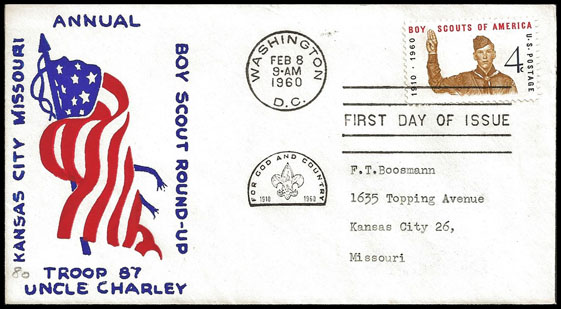 ANNUAL
KANSAS CITY MISSOURI
BOY SCOUT ROUND-UP
80
TROOP 87
UNCLE CHARLEY
WASHINGTON
FEB 8
9-AM
1960
D.C.
BOY SCOUTS OF AMERICA
1910 · 1960
4¢
U·S·POSTAGE
FIRST DAY OF ISSUE
FOR GOD AND COUNTRY
1910 1960
F.T.Boosmann
1635 Topping Avenue
Kansas City 26,
Missouri